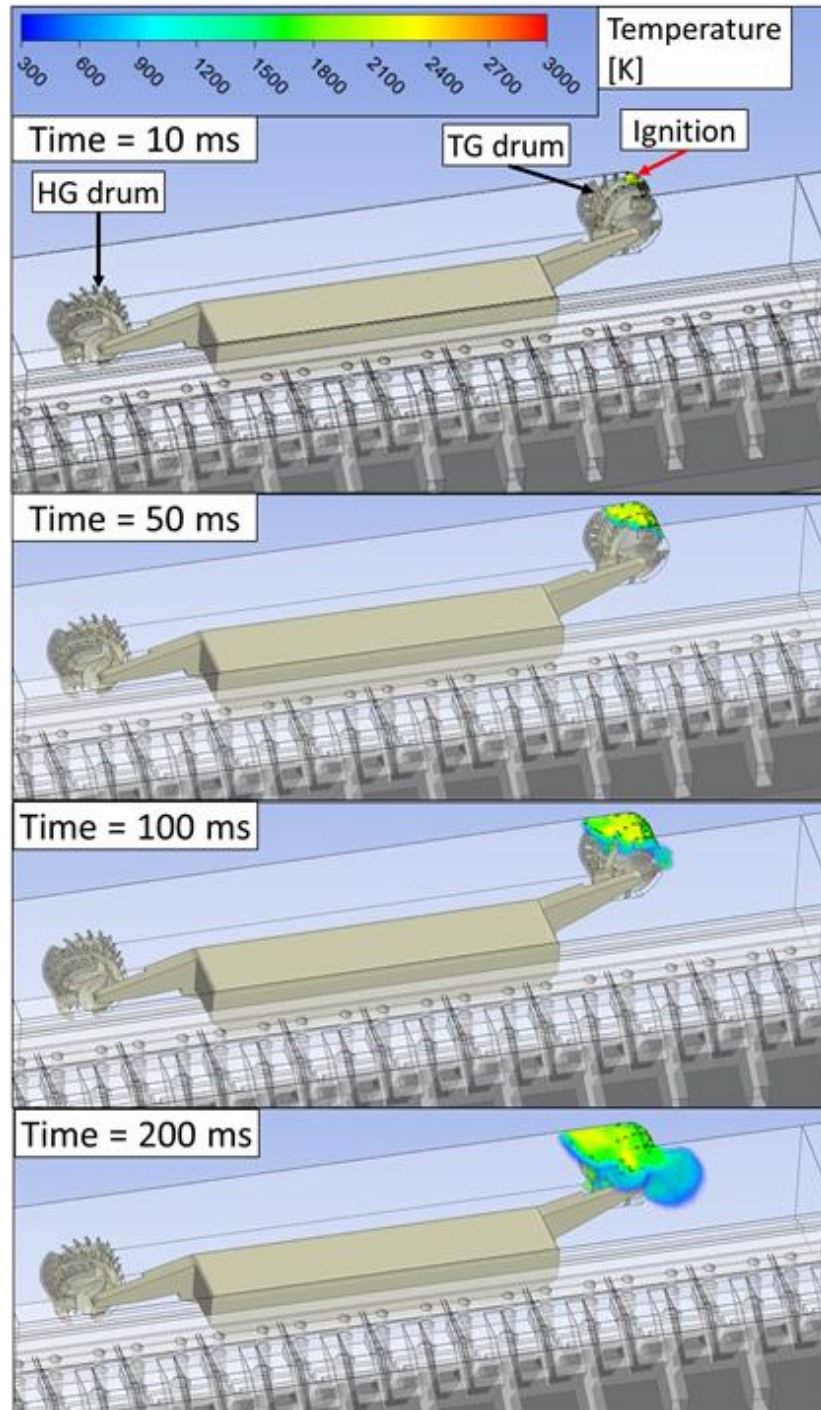 300 600 900 1200 1500 1800 2100 2400 2700 3000
Temperature
[K]
Time = 10 ms
Ignition
TG drum
HG drum
Time = 50 ms
Time = 100 ms
Time = 200 ms